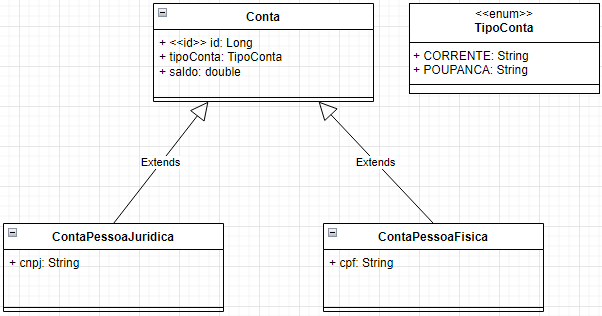 Conta
+ <<id>> id: Long
+ tipoConta: TipoConta
+ saldo: double
<<enum>>
TipoConta
+ CORRENTE: String
+ POUPANCA: String
Extends
Extends
ContaPessoaJuridica
+ cnpj: String
ContaPessoaFisica
+ cpf: String